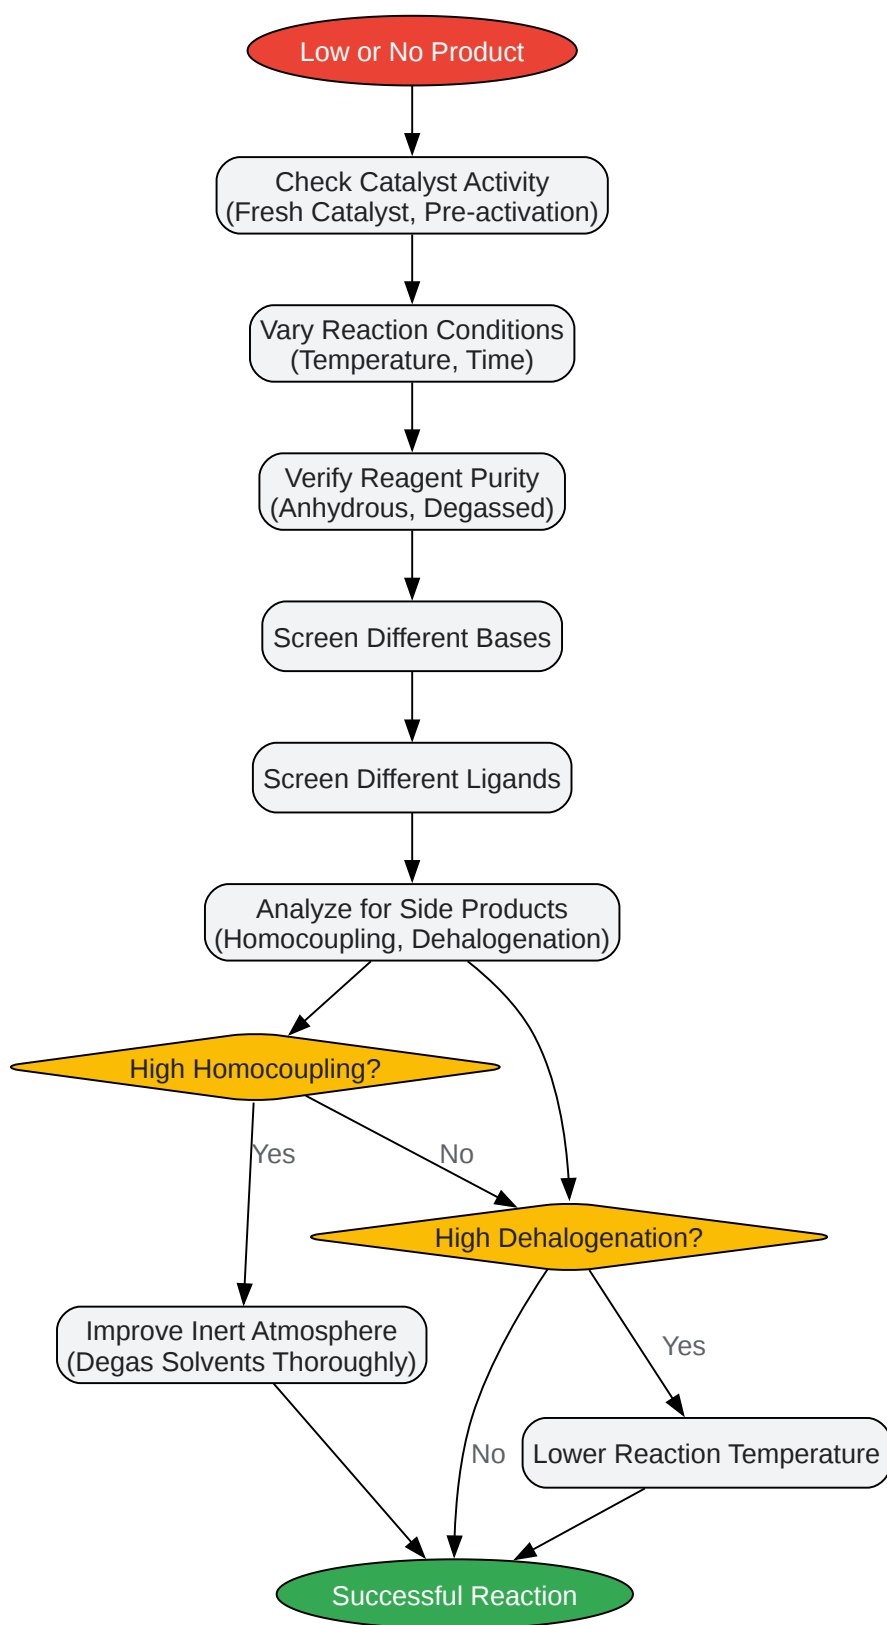 Low or No Product
Check Catalyst Activity
(Fresh Catalyst, Pre-activation)
Vary Reaction Conditions
(Temperature, Time)
Verify Reagent Purity
(Anhydrous, Degassed)
Screen Different Bases
Screen Different Ligands
Analyze for Side Products
(Homocoupling, Dehalogenation)
High Homocoupling?
Yes
No
High Dehalogenation?
Improve Inert Atmosphere
(Degas Solvents Thoroughly)
Yes
No
Lower Reaction Temperature
Successful Reaction